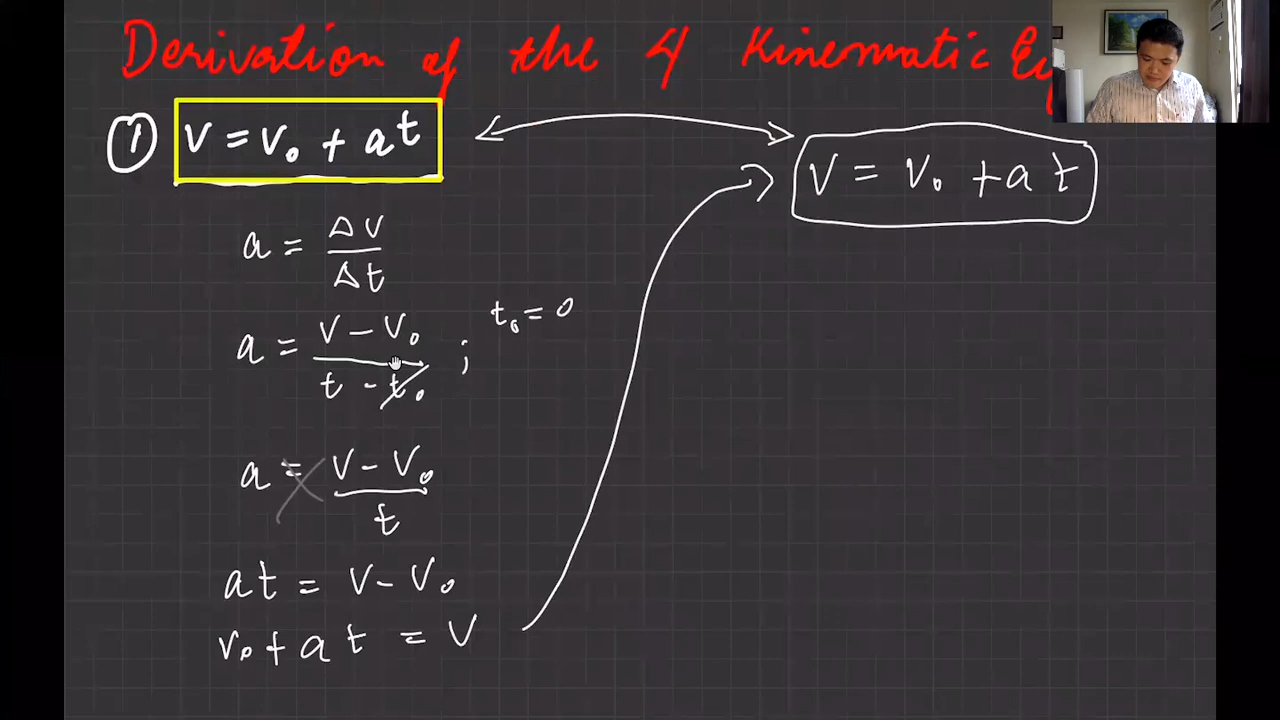 Derivation of the 4 Kinematic
① V = V₀ + at
V = V₀ + at
a = ΔV / Δt
a = V - V₀ / t - t₀ ; t₀ = 0
a = V - V₀ / t
at = V - V₀
V₀ + at = V